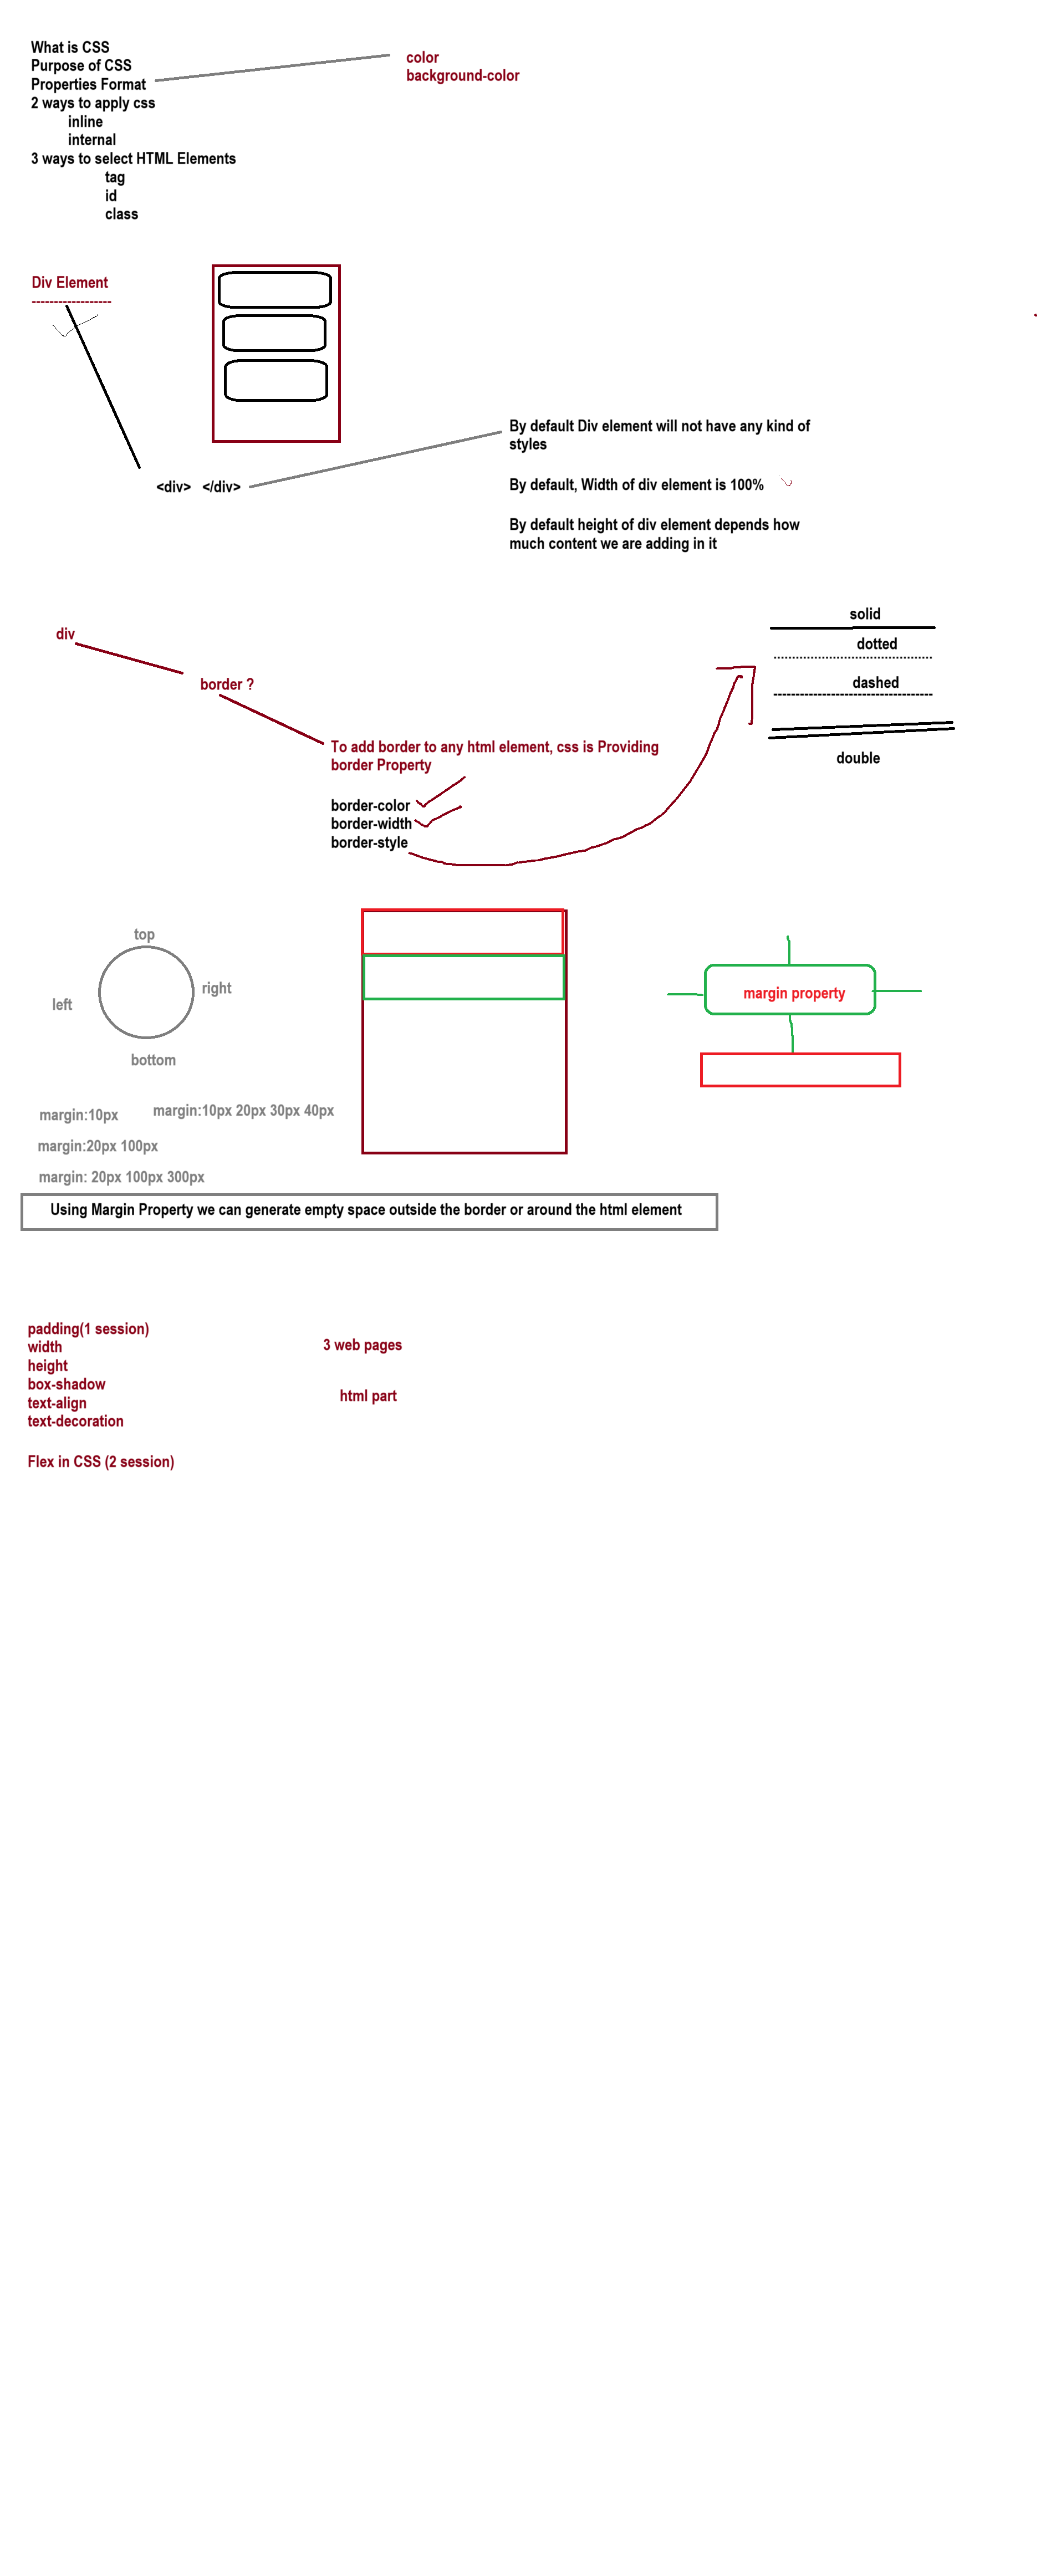 What is CSS
Purpose of CSS
Properties Format
2 ways to apply css
inline
internal
3 ways to select HTML Elements
tag
id
class
color
background-color
Div Element
-------------------
<div>   </div>
By default Div element will not have any kind of
styles
By default, Width of div element is 100%
By default height of div element depends how
much content we are adding in it
div
border ?
To add border to any html element, css is Providing
border Property
border-color
border-width
border-style
solid
dotted
dashed
double
top
right
left
bottom
margin property
margin:10px
margin:10px 20px 30px 40px
margin:20px 100px
margin: 20px 100px 300px
Using Margin Property we can generate empty space outside the border or around the html element
padding(1 session)
width
height
box-shadow
text-align
text-decoration
3 web pages
html part
Flex in CSS (2 session)